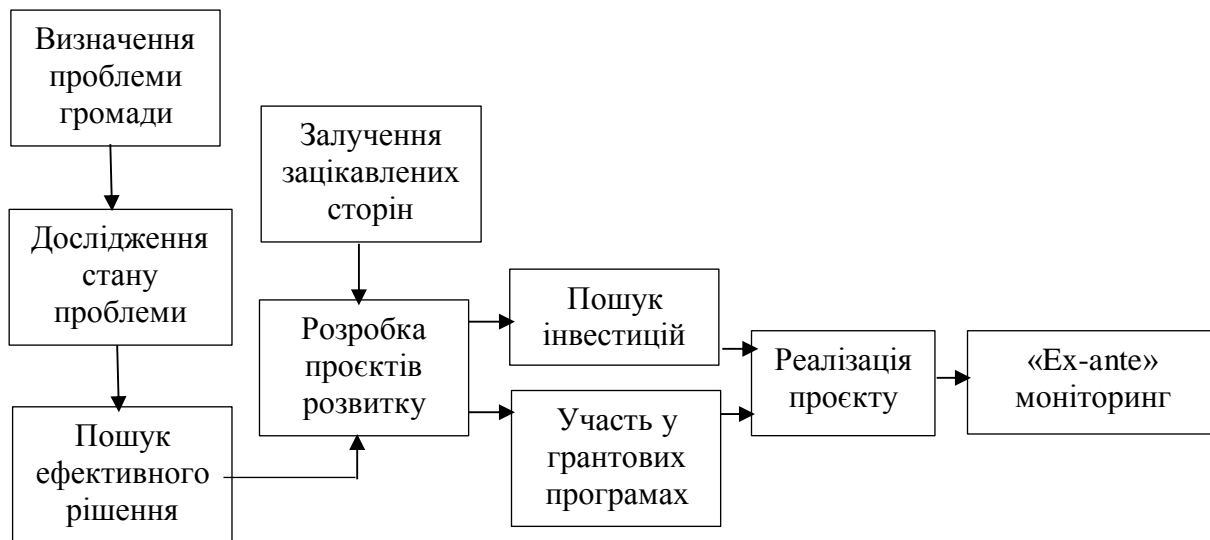 Визначення
проблеми
громади
Дослідження
стану
проблеми
Пошук
ефективного
рішення
Залучення
зацікавлених
сторін
Розробка
проєктів
розвитку
Пошук
інвестицій
Участь у
грантових
програмах
Реалізація
проєкту
«Ex-ante»
моніторинг